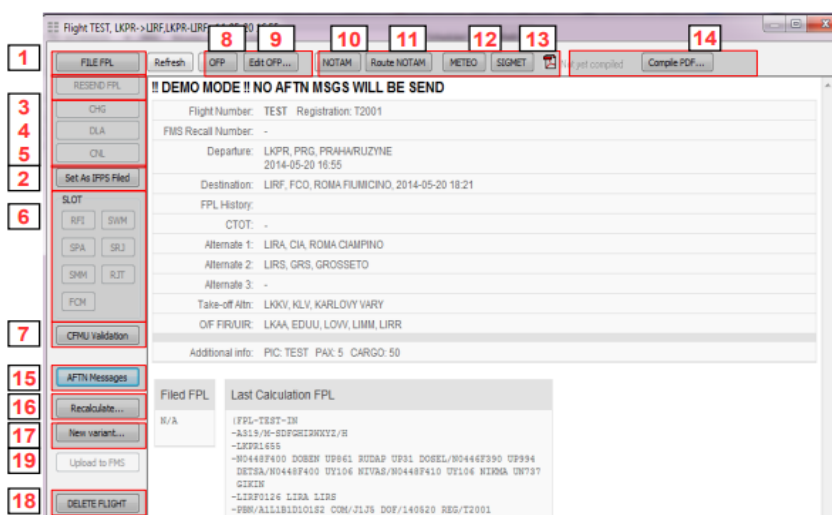 Flight TEST, LKPR->LIRF,LKPR-LIRF,
8 9 10 11 12 13 14
1 FILE FPL Refresh OFP Edit OFP... NOTAM Route NOTAM METEO SIGMET Not yet compiled Compile PDF...
RESEND FPL
!! DEMO MODE !! NO AFTN MSGS WILL BE SEND
3 CHG
4 DLA
5 CNL
2 Set As IFPS Filed
6 SLOT
RFI SWM
SPA SRJ
SMM RJT
FCM
7 CFMU Validation
15 AFTN Messages
16 Recalculate...
17 New variant...
19 Upload to FMS
18 DELETE FLIGHT
Flight Number: TEST Registration: T2001
FMS Recall Number: -
Departure: LKPR, PRG, PRAHA/RUZYNE
2014-05-20 16:55
Destination: LIRF, FCO, ROMA FIUMICINO, 2014-05-20 18:21
FPL History:
CTOT: -
Alternate 1: LIRA, CIA, ROMA CIAMPINO
Alternate 2: LIRS, GRS, GROSSETO
Alternate 3: -
Take-off Altn: LKKV, KLV, KARLOVY VARY
O/F FIR/UIR: LKAA, EDUU, LOVV, LIMM, LIRR
Additional info: PIC: TEST PAX: 5 CARGO: 50
Filed FPL
N/A
Last Calculation FPL
(FPL-TEST-IN
-A319/M-SDFGHIRWXYZ/H
-LKPR1655
-N0448F400 DOBEN UP861 RUDAP UP31 DOSEL/N0446F390 UP994
DETSA/N0448F400 UY106 NIVAS/N0448F410 UY106 NIKMA UN737
GIKIN
-LIRF0126 LIRA LIRS
-PBN/A1L1B1D1O1S2 COM/J1J5 DOF/140520 REG/T2001